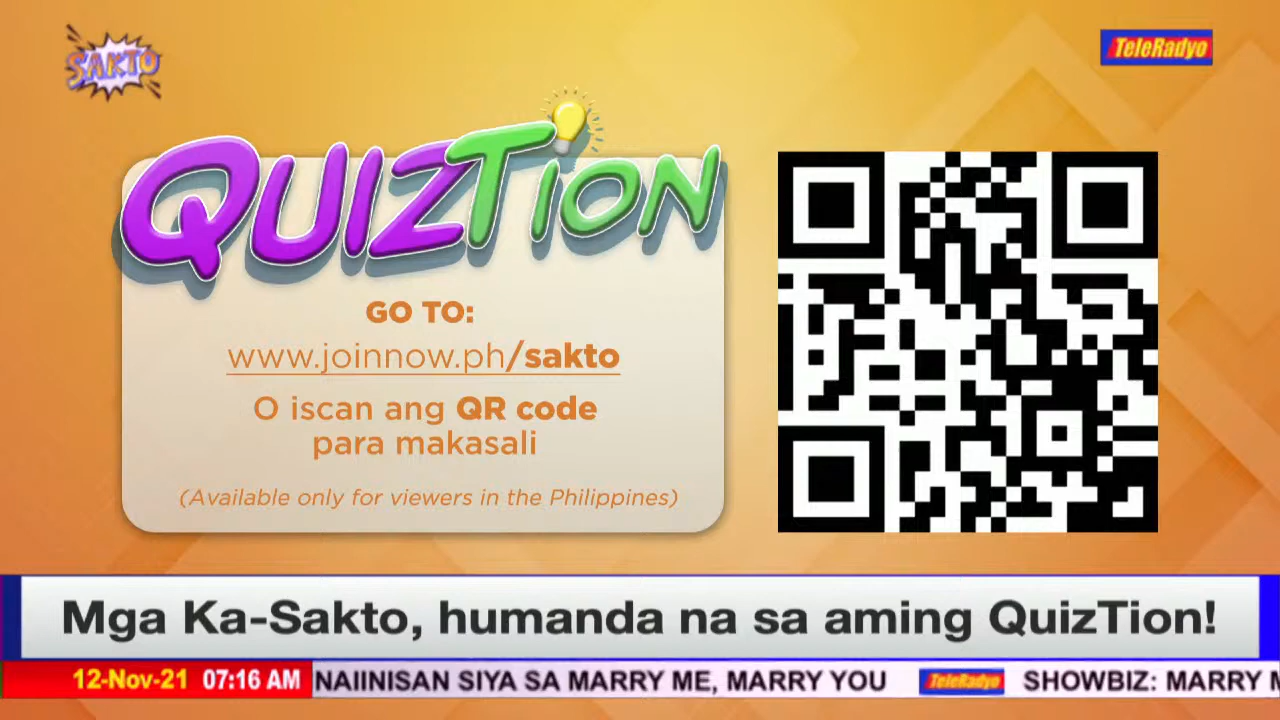 SAKTO
TeleRadyo
QUIZTION
GO TO:
www.joinnow.ph/sakto
O iscan ang QR code
para makasali
(Available only for viewers in the Philippines)
Mga Ka-Sakto, humanda na sa aming QuizTion!
12-Nov-21 07:16 AM NAIINISAN SIYA SA MARRY ME, MARRY YOU TeleRadyo SHOWBIZ: MARRY M